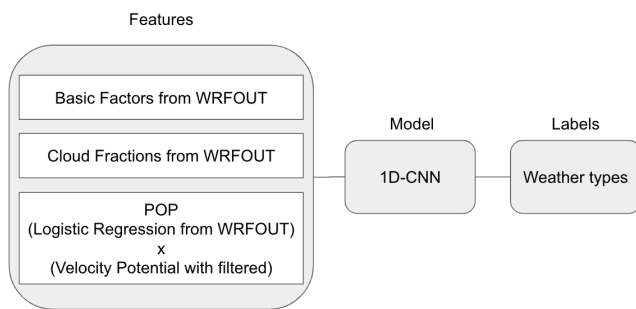 Features
Basic Factors from WRFOUT
Cloud Fractions from WRFOUT
POP
(Logistic Regression from WRFOUT)
x
(Velocity Potential with filtered)
Model
1D-CNN
Labels
Weather types